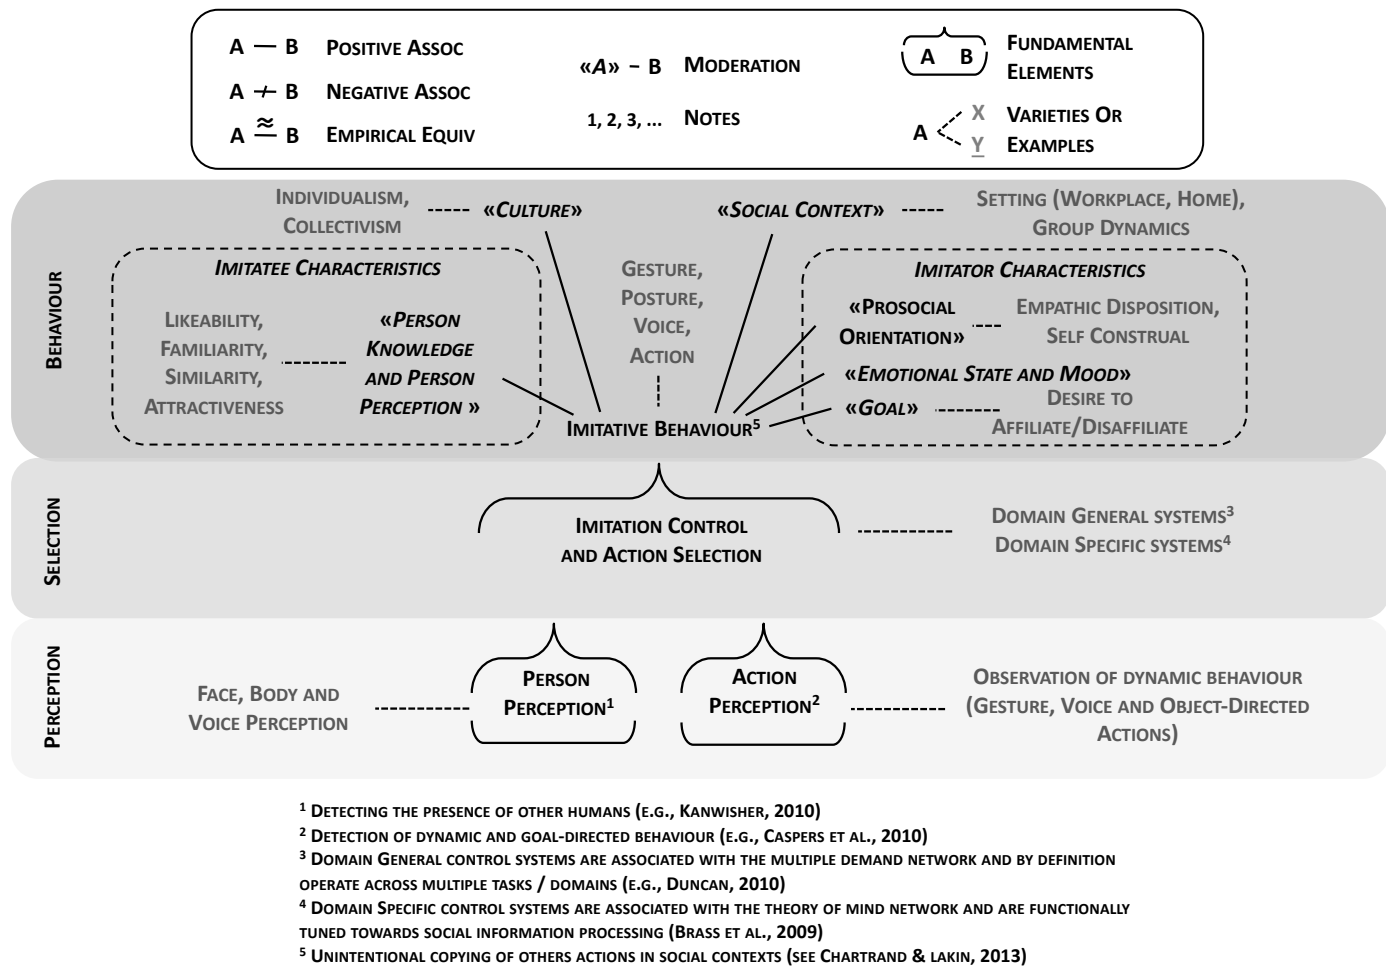 A — B POSITIVE ASSOC
A ≁ B NEGATIVE ASSOC
≈
A — B EMPIRICAL EQUIV
«A» – B MODERATION
1, 2, 3, ... NOTES
A B FUNDAMENTAL
ELEMENTS
X VARIETIES OR
A
Y EXAMPLES
BEHAVIOUR
INDIVIDUALISM,
COLLECTIVISM
«CULTURE»
«SOCIAL CONTEXT»
SETTING (WORKPLACE, HOME),
GROUP DYNAMICS
IMITATEE CHARACTERISTICS
LIKEABILITY,
FAMILIARITY,
SIMILARITY,
ATTRACTIVENESS
«PERSON
KNOWLEDGE
AND PERSON
PERCEPTION »
GESTURE,
POSTURE,
VOICE,
ACTION
IMITATOR CHARACTERISTICS
«PROSOCIAL
ORIENTATION»
EMPATHIC DISPOSITION,
SELF CONSTRUAL
«EMOTIONAL STATE AND MOOD»
«GOAL»
DESIRE TO
AFFILIATE/DISAFFILIATE
IMITATIVE BEHAVIOUR⁵
SELECTION
IMITATION CONTROL
AND ACTION SELECTION
DOMAIN GENERAL SYSTEMS³
DOMAIN SPECIFIC SYSTEMS⁴
PERCEPTION
FACE, BODY AND
VOICE PERCEPTION
PERSON
PERCEPTION¹
ACTION
PERCEPTION²
OBSERVATION OF DYNAMIC BEHAVIOUR
(GESTURE, VOICE AND OBJECT-DIRECTED
ACTIONS)
¹ DETECTING THE PRESENCE OF OTHER HUMANS (E.G., KANWISHER, 2010)
² DETECTION OF DYNAMIC AND GOAL-DIRECTED BEHAVIOUR (E.G., CASPERS ET AL., 2010)
³ DOMAIN GENERAL CONTROL SYSTEMS ARE ASSOCIATED WITH THE MULTIPLE DEMAND NETWORK AND BY DEFINITION
OPERATE ACROSS MULTIPLE TASKS / DOMAINS (E.G., DUNCAN, 2010)
⁴ DOMAIN SPECIFIC CONTROL SYSTEMS ARE ASSOCIATED WITH THE THEORY OF MIND NETWORK AND ARE FUNCTIONALLY
TUNED TOWARDS SOCIAL INFORMATION PROCESSING (BRASS ET AL., 2009)
⁵ UNINTENTIONAL COPYING OF OTHERS ACTIONS IN SOCIAL CONTEXTS (SEE CHARTRAND & LAKIN, 2013)